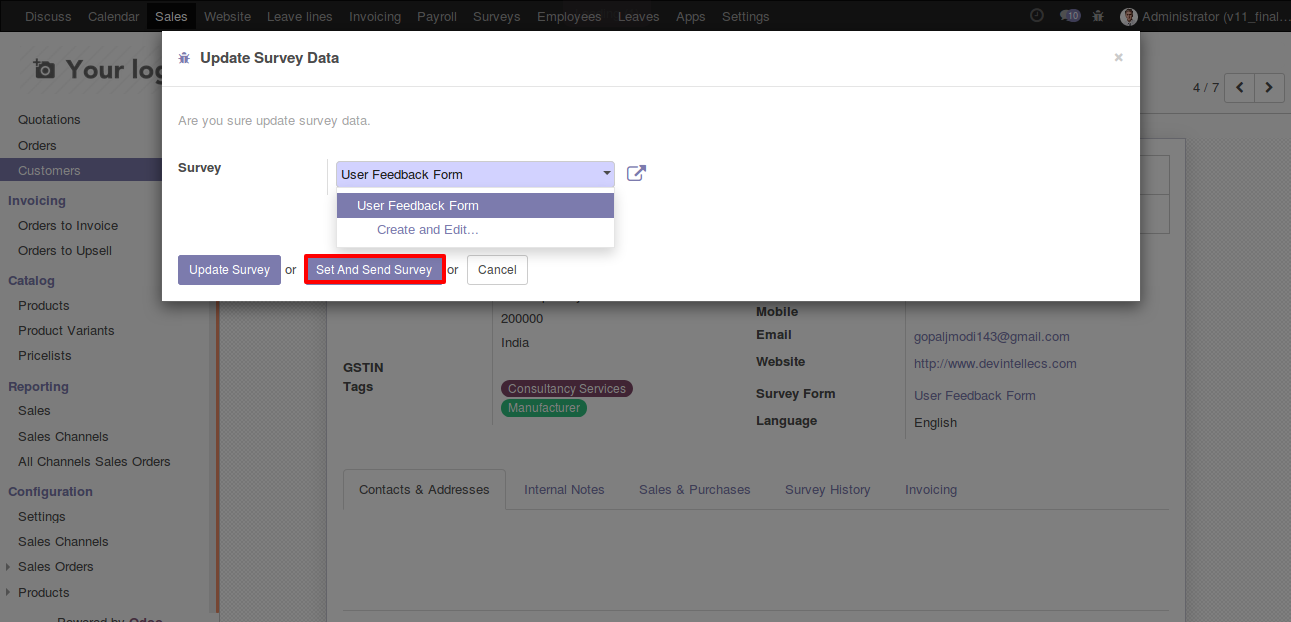 Discuss Calendar Sales Website Leave lines Invoicing Payroll Surveys Employees Leaves Apps Settings 10 Administrator (v11_final...
Update Survey Data ×
Your log
4 / 7
Are you sure update survey data.
Survey
User Feedback Form
User Feedback Form
Create and Edit...
Update Survey or Set And Send Survey or Cancel
Quotations
Orders
Customers
Invoicing
Orders to Invoice
Orders to Upsell
Catalog
Products
Product Variants
Pricelists
Reporting
Sales
Sales Channels
All Channels Sales Orders
Configuration
Settings
Sales Channels
Sales Orders
Products
Powered by Odoo
200000
India
GSTIN
Tags
Consultancy Services
Manufacturer
Mobile
Email gopaljmodi143@gmail.com
Website http://www.devintellecs.com
Survey Form User Feedback Form
Language English
Contacts & Addresses Internal Notes Sales & Purchases Survey History Invoicing